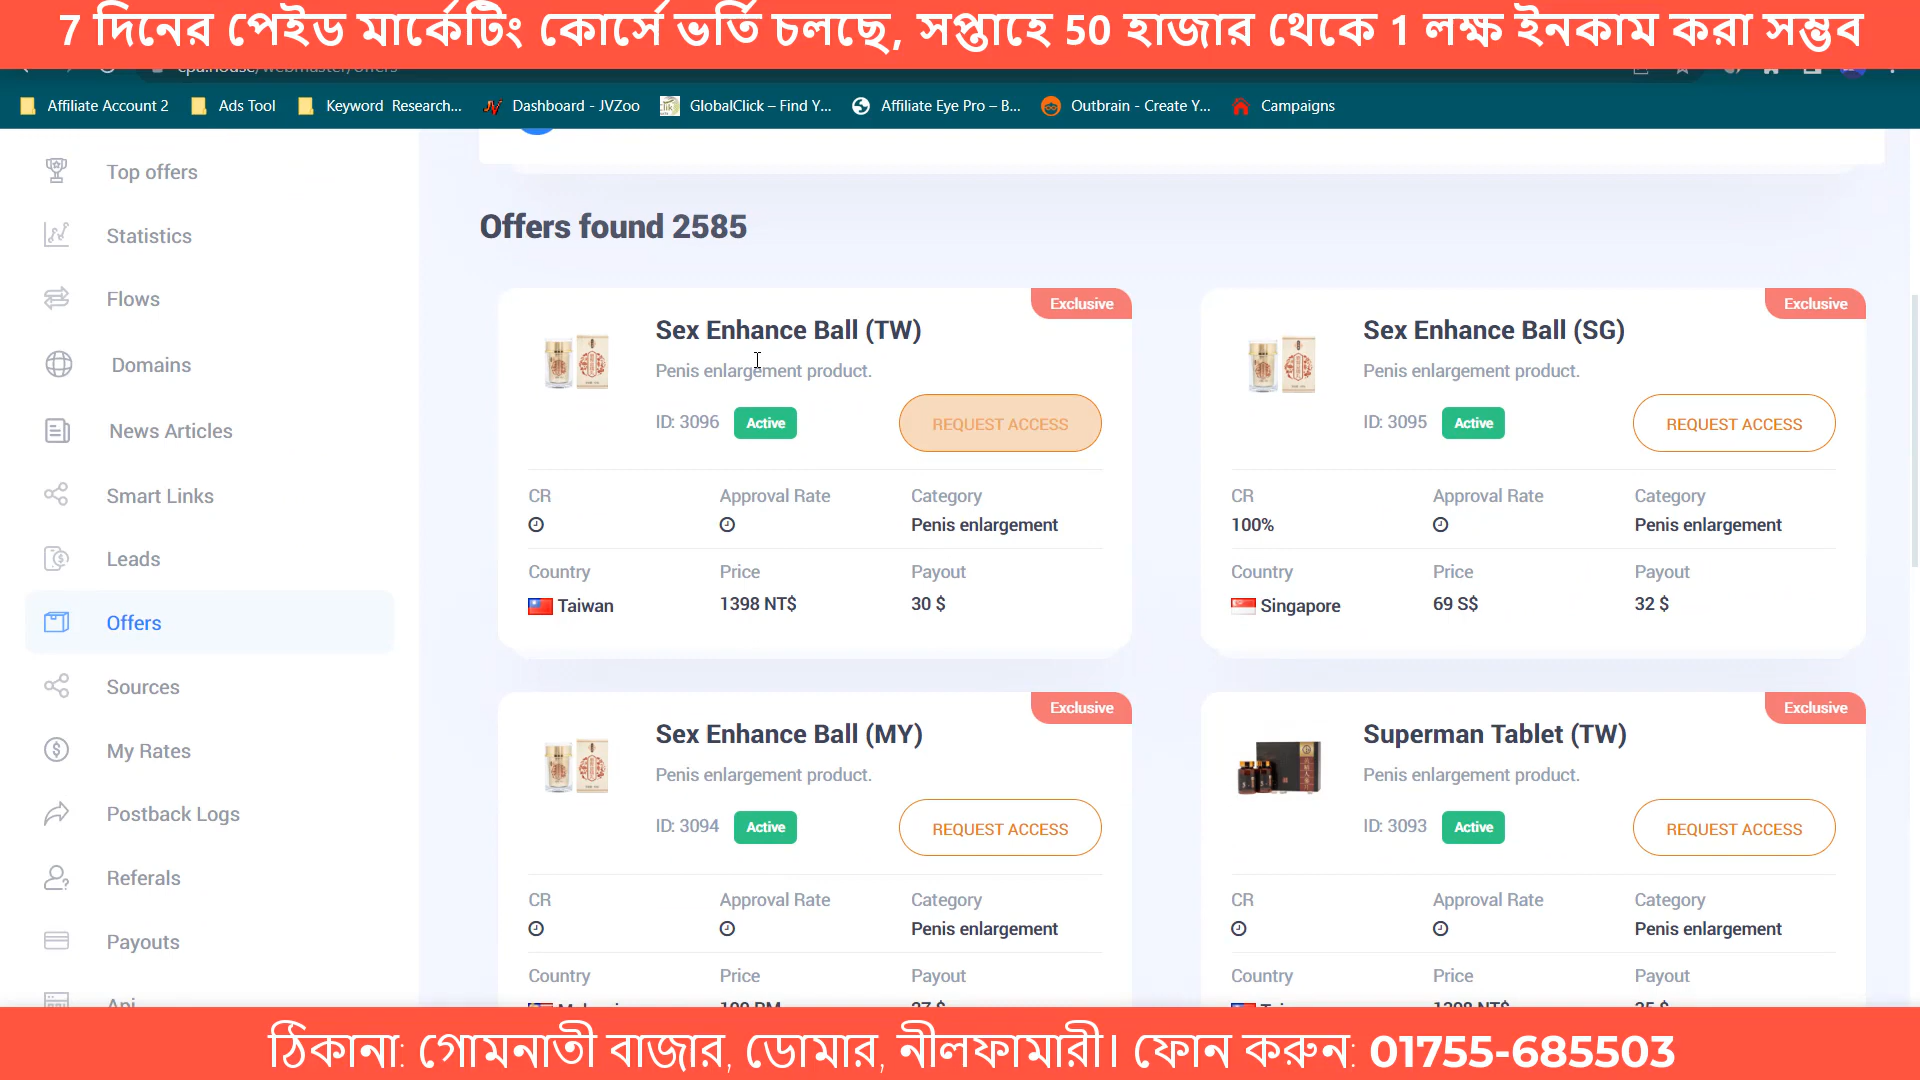 7 দিনের পেইড মার্কেটিং কোর্সে ভর্তি চলছে, সপ্তাহে 50 হাজার থেকে 1 লক্ষ ইনকাম করা সম্ভব
cpa.house/webmaster/offers
Affiliate Account 2 Ads Tool Keyword Research... Dashboard - JVZoo GlobalClick – Find Y... Affiliate Eye Pro – B... Outbrain - Create Y... Campaigns
Top offers
Statistics
Flows
Domains
News Articles
Smart Links
Leads
Offers
Sources
My Rates
Postback Logs
Referrals
Payouts
Api
Offers found 2585
Exclusive
Sex Enhance Ball (TW)
Penis enlargement product.
ID: 3096 Active REQUEST ACCESS
CR Approval Rate Category
Penis enlargement
Country Price Payout
Taiwan 1398 NT$ 30 $
Exclusive
Sex Enhance Ball (SG)
Penis enlargement product.
ID: 3095 Active REQUEST ACCESS
CR Approval Rate Category
100% Penis enlargement
Country Price Payout
Singapore 69 S$ 32 $
Exclusive
Sex Enhance Ball (MY)
Penis enlargement product.
ID: 3094 Active REQUEST ACCESS
CR Approval Rate Category
Penis enlargement
Country Price Payout
Exclusive
Superman Tablet (TW)
Penis enlargement product.
ID: 3093 Active REQUEST ACCESS
CR Approval Rate Category
Penis enlargement
Country Price Payout
ঠিকানা: গোমনাতী বাজার, ডোমার, নীলফামারী। ফোন করুন: 01755-685503